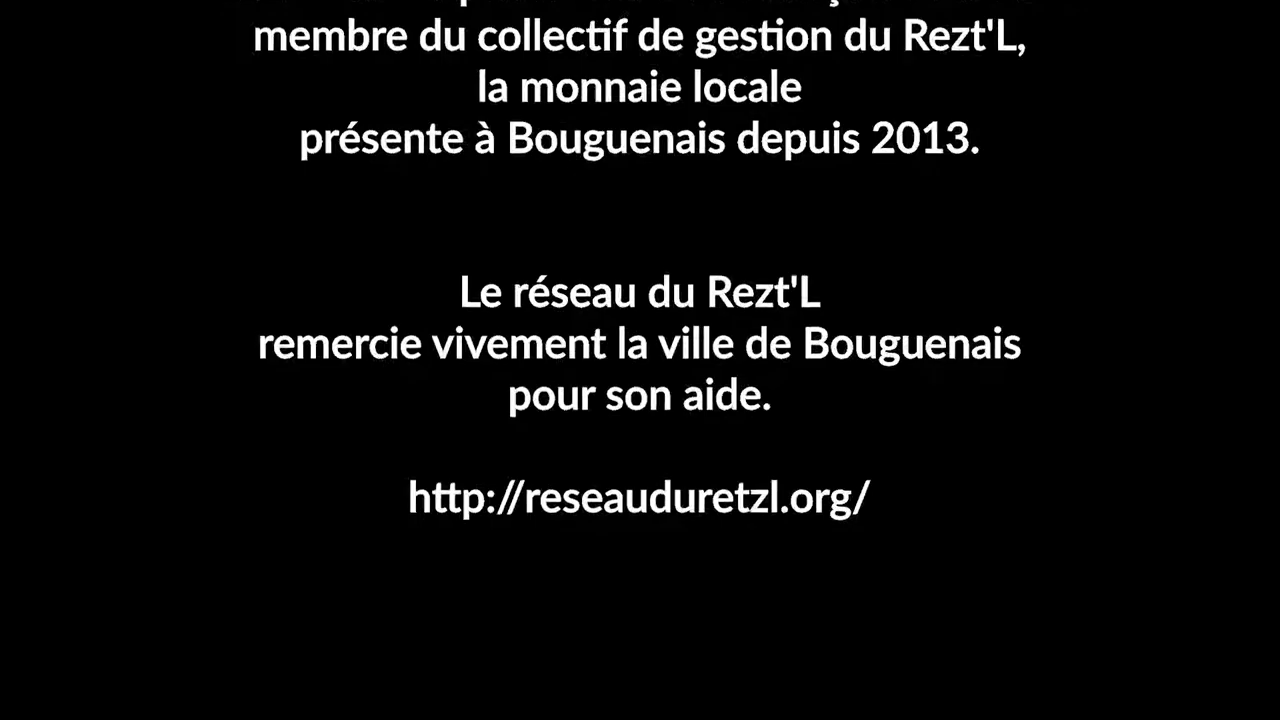 membre du collectif de gestion du Rezt'L,
la monnaie locale
présente à Bouguenais depuis 2013.
Le réseau du Rezt'L
remercie vivement la ville de Bouguenais
pour son aide.
http://reseauduretzl.org/